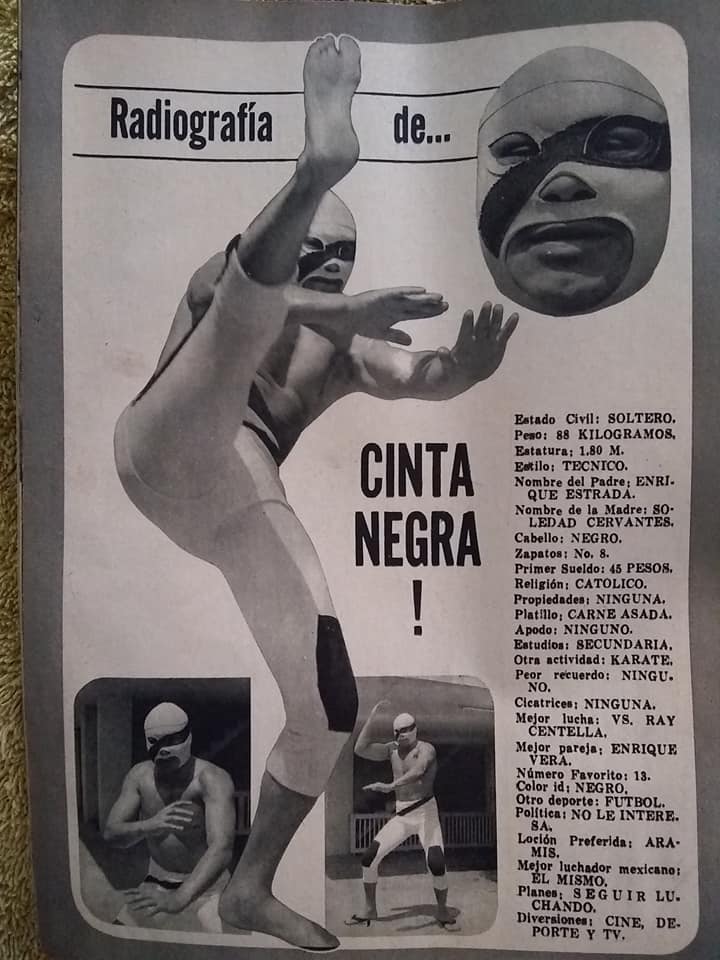 Radiografía de...
CINTA
NEGRA
!
Estado Civil: SOLTERO.
Peso: 88 KILOGRAMOS.
Estatura; 1.80 M.
Estilo: TECNICO.
Nombre del Padre; ENRI-
QUE ESTRADA.
Nombre de la Madre: SO-
LEDAD CERVANTES.
Cabello: NEGRO.
Zapatos; No. 8.
Primer Sueldo: 45 PESOS.
Religión; CATOLICO.
Propiedades; NINGUNA.
Platillo; CARNE ASADA.
Apodo: NINGUNO.
Estudios: SECUNDARIA.
Otra actividad: KARATE.
Peor recuerdo: NINGU-
NO.
Cicatrices; NINGUNA.
Mejor lucha: VS. RAY
CENTELLA.
Mejor pareja; ENRIQUE
VERA.
Número Favorito: 13.
Color id; NEGRO.
Otro deporte: FUTBOL.
Política: NO LE INTERE-
SA.
Loción Preferida: ARA-
MIS.
Mejor luchador mexicano;
EL MISMO.
Planes; SEGUIR LU-
CHANDO.
Diversiones; CINE, DE-
PORTE Y TV.